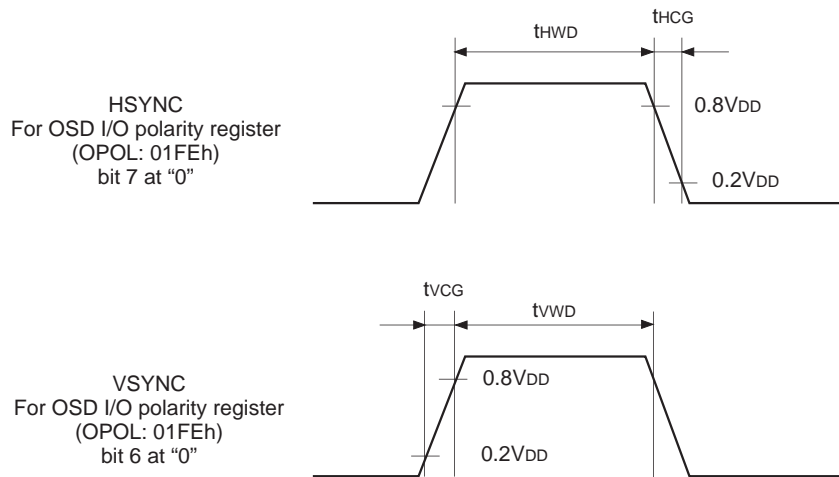 tHWD
tHCG
HSYNC
For OSD I/O polarity register
(OPOL: 01FEh)
bit 7 at “0”
0.8VDD
0.2VDD
tVCG
tVWD
VSYNC
For OSD I/O polarity register
(OPOL: 01FEh)
bit 6 at “0”
0.8VDD
0.2VDD